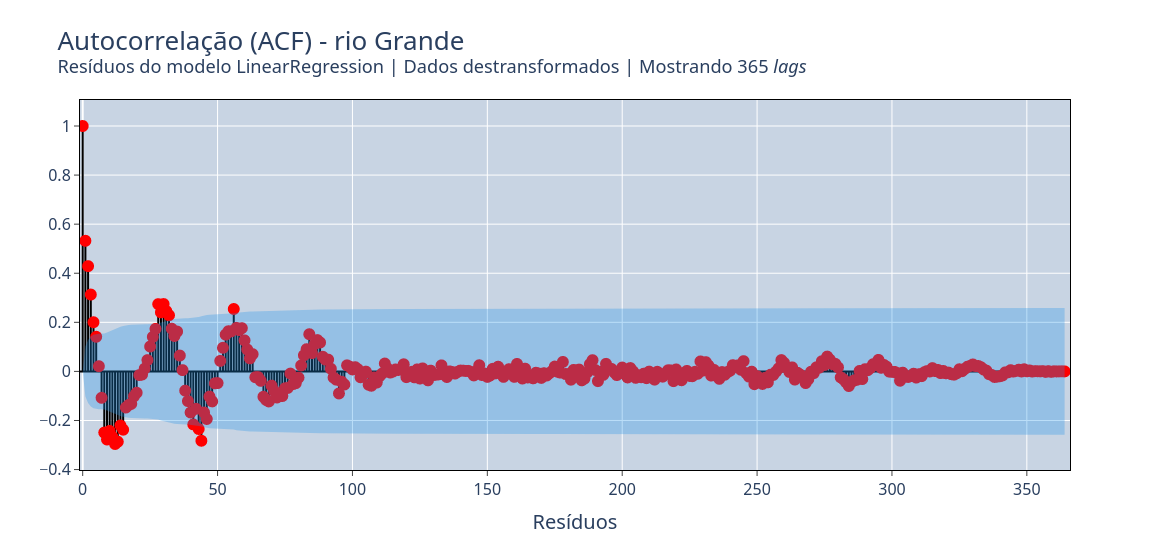 Autocorrelação (ACF) - rio Grande
Resíduos do modelo LinearRegression | Dados destransformados | Mostrando 365 lags
1
0.8
0.6
0.4
0.2
0
−0.2
−0.4
0 50 100 150 200 250 300 350
Resíduos